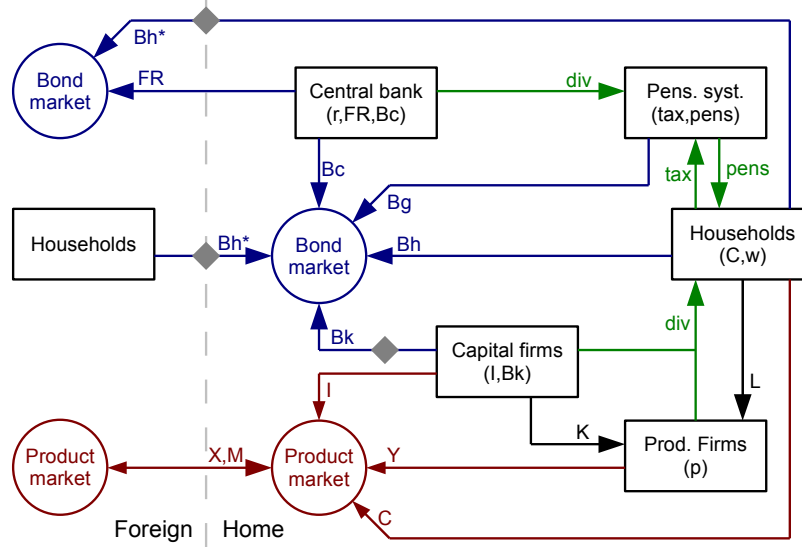 Bh*
Bond
market
FR
Central bank
(r,FR,Bc)
div
Pens. syst.
(tax,pens)
Bc
Bg
tax
pens
Households
Bh*
Bond
market
Bh
Households
(C,w)
div
Bk
Capital firms
(I,Bk)
I
L
K
Product
market
X,M
Product
market
Y
Prod. Firms
(p)
C
Foreign
Home